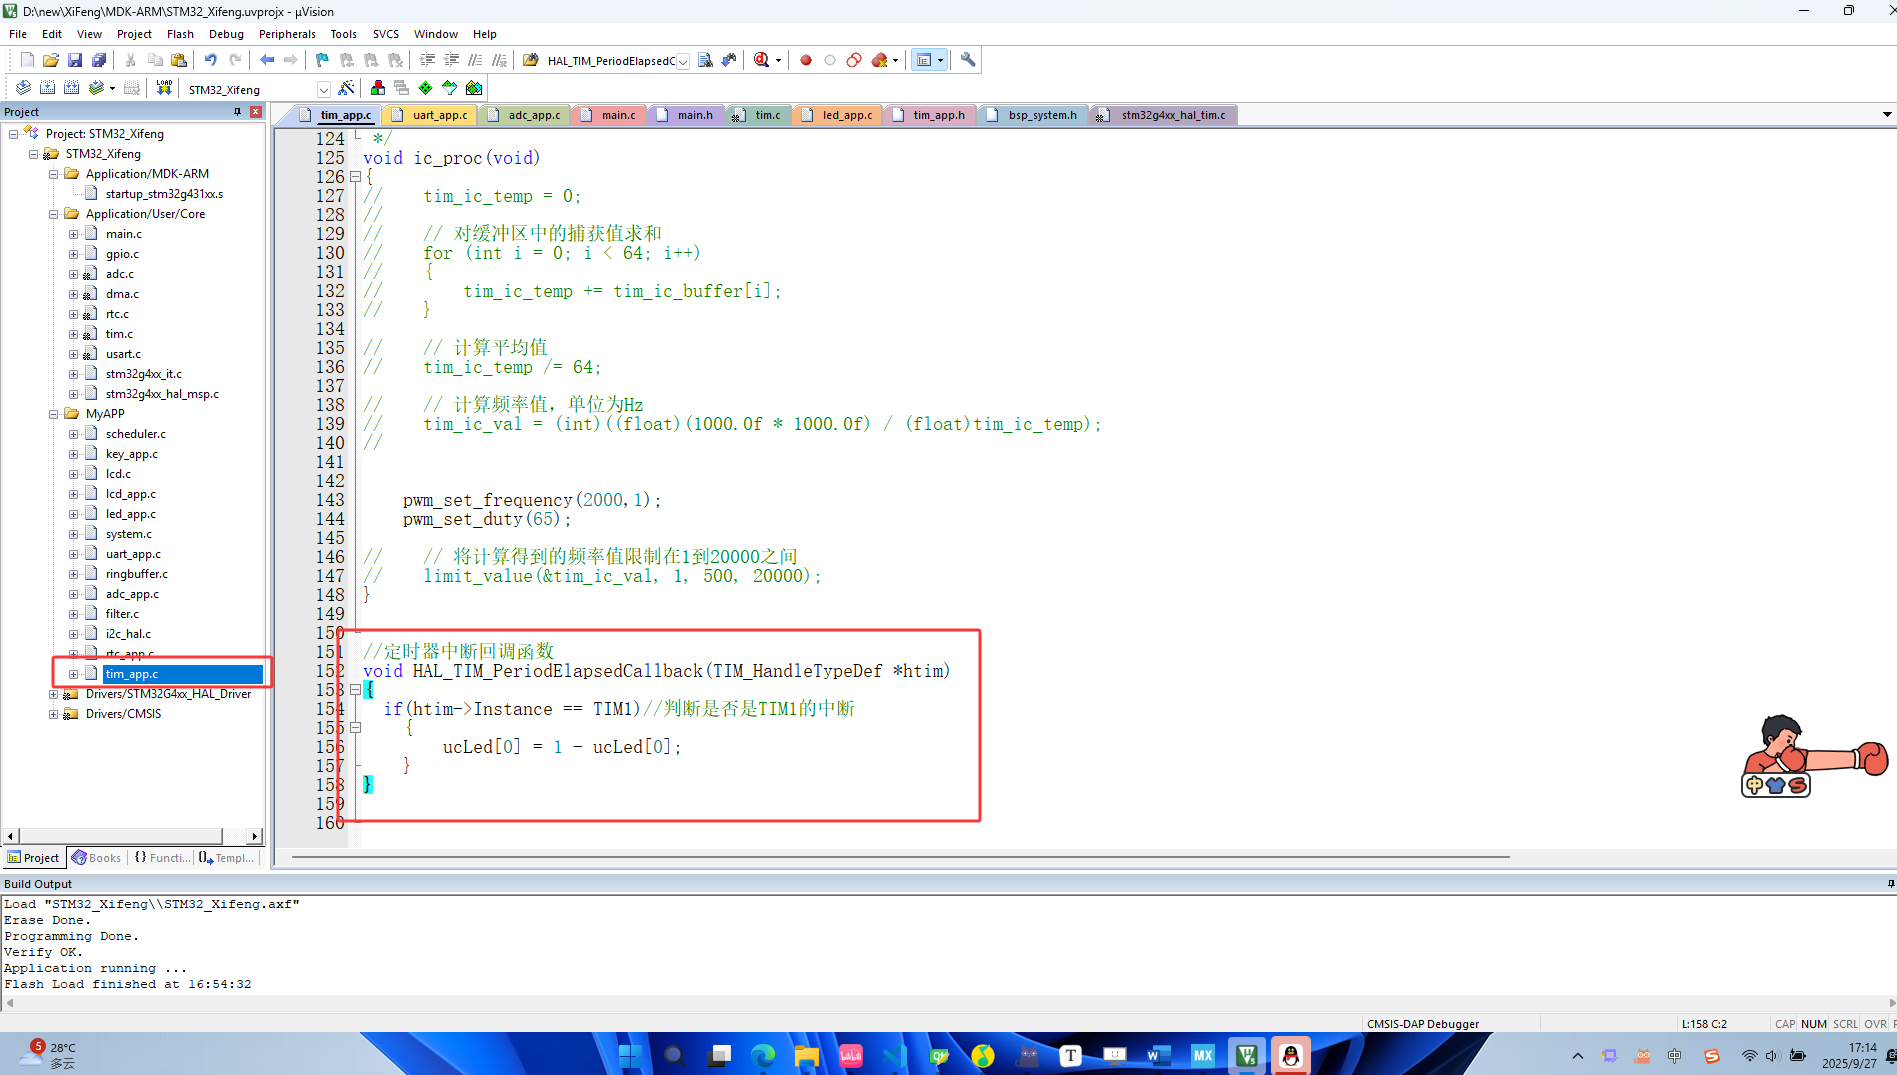 D:\new\XiFeng\MDK-ARM\STM32_Xifeng.uvprojx - µVision
File Edit View Project Flash Debug Peripherals Tools SVCS Window Help
HAL_TIM_PeriodElapsedC
LOAD STM32_Xifeng
Project
tim_app.c uart_app.c adc_app.c main.c main.h tim.c led_app.c tim_app.h bsp_system.h stm32g4xx_hal_tim.c
Project: STM32_Xifeng
STM32_Xifeng
Application/MDK-ARM
startup_stm32g431xx.s
Application/User/Core
main.c
gpio.c
adc.c
dma.c
rtc.c
tim.c
usart.c
stm32g4xx_it.c
stm32g4xx_hal_msp.c
MyAPP
scheduler.c
key_app.c
lcd.c
lcd_app.c
led_app.c
system.c
uart_app.c
ringbuffer.c
adc_app.c
filter.c
i2c_hal.c
rtc_app.c
tim_app.c
Drivers/STM32G4xx_HAL_Driver
Drivers/CMSIS
Project Books {} Functi... Templ...
124 */
125 void ic_proc(void)
126 {
127 // tim_ic_temp = 0;
128 //
129 // // 对缓冲区中的捕获值求和
130 // for (int i = 0; i < 64; i++)
131 // {
132 // tim_ic_temp += tim_ic_buffer[i];
133 // }
134
135 // // 计算平均值
136 // tim_ic_temp /= 64;
137
138 // // 计算频率值，单位为Hz
139 // tim_ic_val = (int)((float)(1000.0f * 1000.0f) / (float)tim_ic_temp);
140 //
141
142
143 pwm_set_frequency(2000,1);
144 pwm_set_duty(65);
145
146 // // 将计算得到的频率值限制在1到20000之间
147 // limit_value(&tim_ic_val, 1, 500, 20000);
148 }
149
150
151 //定时器中断回调函数
152 void HAL_TIM_PeriodElapsedCallback(TIM_HandleTypeDef *htim)
153 {
154 if(htim->Instance == TIM1)//判断是否是TIM1的中断
155 {
156 ucLed[0] = 1 - ucLed[0];
157 }
158 }
159
160
中 S
Build Output
Load "STM32_Xifeng\\STM32_Xifeng.axf"
Erase Done.
Programming Done.
Verify OK.
Application running ...
Flash Load finished at 16:54:32
CMSIS-DAP Debugger L:158 C:2 CAP NUM SCRL OVR
5 28°C
多云
T W MX 中 S
17:14
2025/9/27